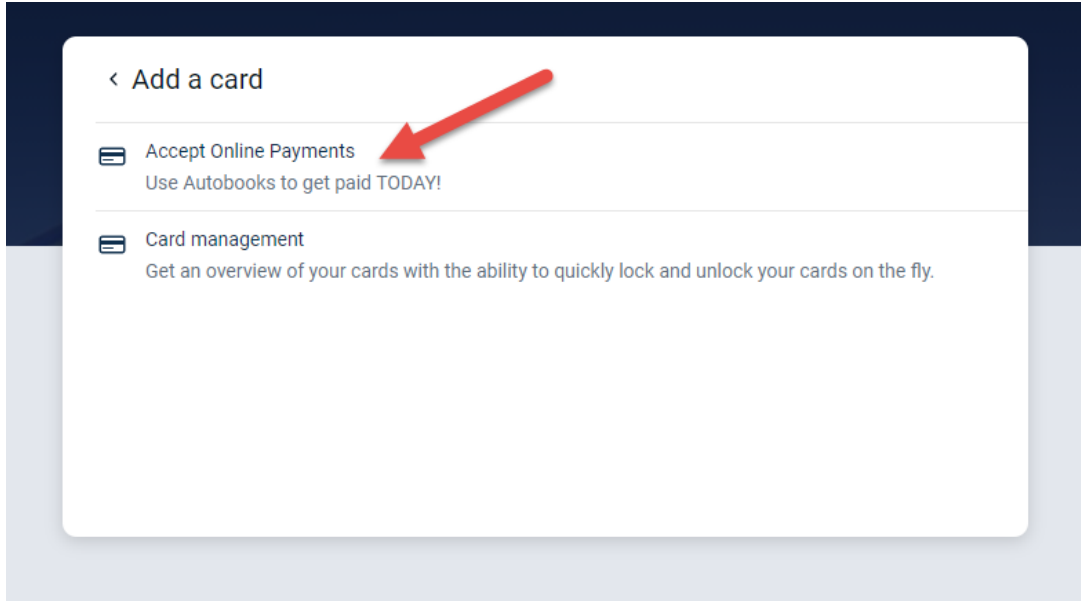 Add a card
Accept Online Payments
Use Autobooks to get paid TODAY!
Card management
Get an overview of your cards with the ability to quickly lock and unlock your cards on the fly.